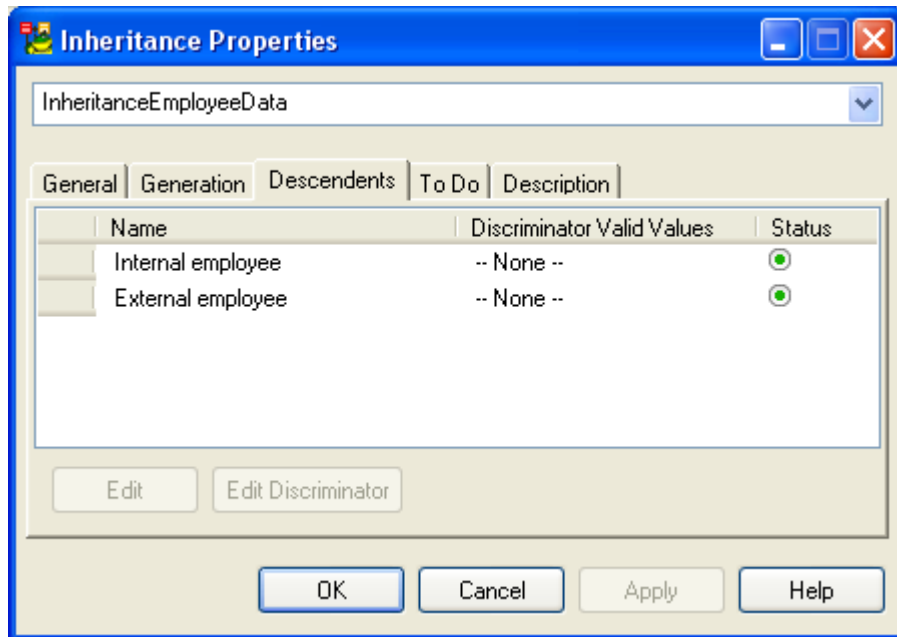 Inheritance Properties
InheritanceEmployeeData
General Generation Descendents To Do Description
Name Discriminator Valid Values Status
Internal employee -- None --
External employee -- None --
Edit Edit Discriminator
OK Cancel Apply Help